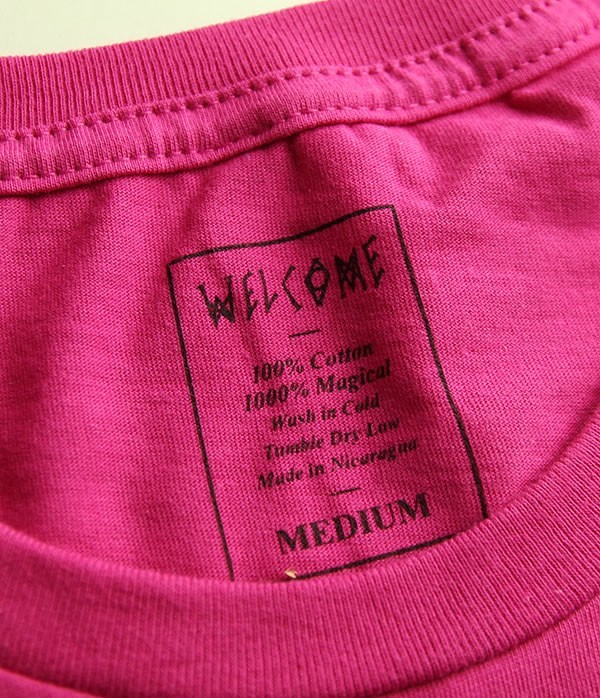 WELCOME
100% Cotton
1000% Magical
Wash in Cold
Tumble Dry Low
Made in Nicaragua
MEDIUM